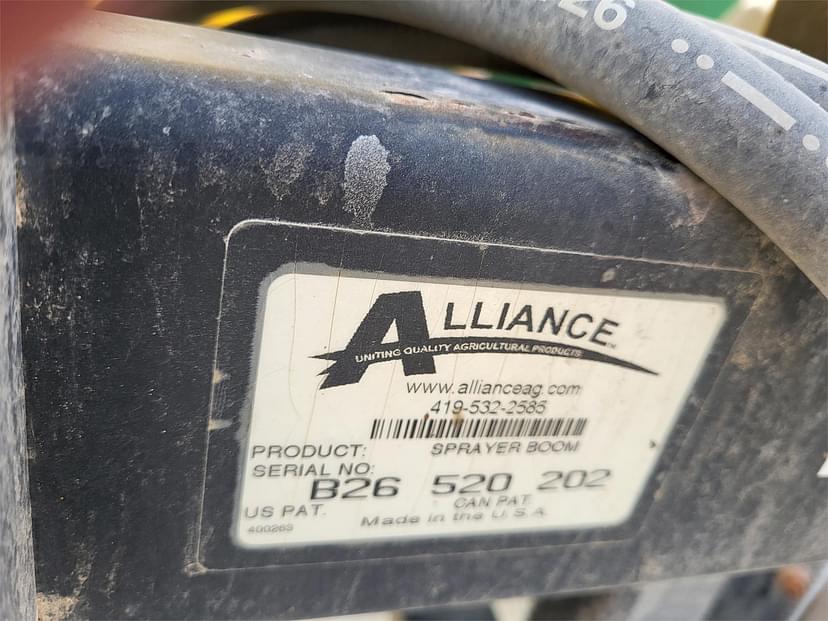 26
ALLIANCE™
UNITING QUALITY AGRICULTURAL PRODUCTS
www.allianceag.com
419-532-2585
PRODUCT: SPRAYER BOOM
SERIAL NO:
B26 520 202
US PAT. CAN PAT.
400263 Made in the U.S.A.